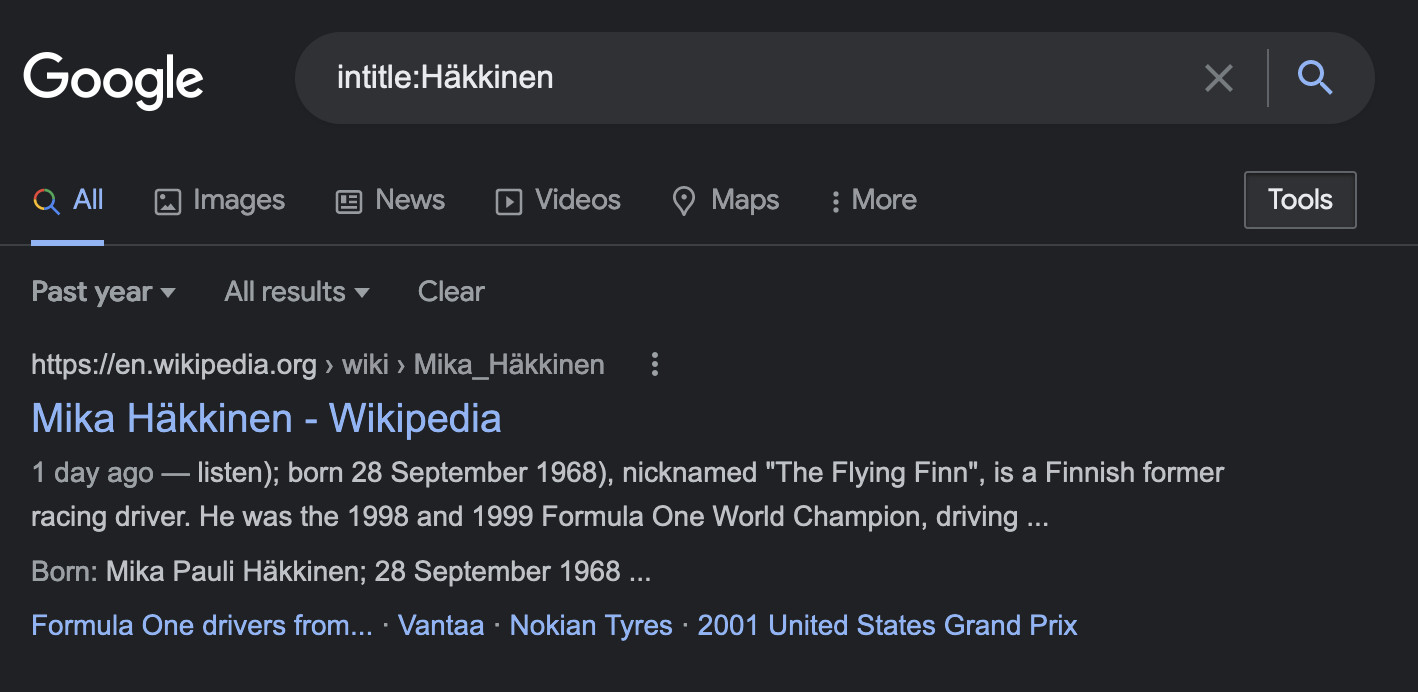 Google
intitle:Häkkinen
All Images News Videos Maps More Tools
Past year All results Clear
https://en.wikipedia.org › wiki › Mika_Häkkinen
Mika Häkkinen - Wikipedia
1 day ago — listen); born 28 September 1968), nicknamed "The Flying Finn", is a Finnish former
racing driver. He was the 1998 and 1999 Formula One World Champion, driving ...
Born: Mika Pauli Häkkinen; 28 September 1968 ...
Formula One drivers from... · Vantaa · Nokian Tyres · 2001 United States Grand Prix